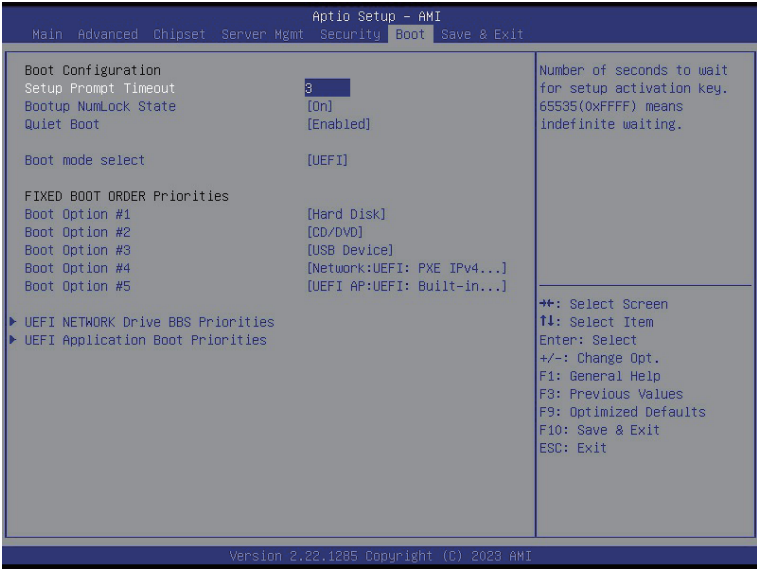 Aptio Setup – AMI
Main Advanced Chipset Server Mgmt Security Boot Save & Exit
Boot Configuration
Setup Prompt Timeout 3
Bootup NumLock State [On]
Quiet Boot [Enabled]
Boot mode select [UEFI]
FIXED BOOT ORDER Priorities
Boot Option #1 [Hard Disk]
Boot Option #2 [CD/DVD]
Boot Option #3 [USB Device]
Boot Option #4 [Network:UEFI: PXE IPv4...]
Boot Option #5 [UEFI AP:UEFI: Built-in...]
UEFI NETWORK Drive BBS Priorities
UEFI Application Boot Priorities
Number of seconds to wait
for setup activation key.
65535(0xFFFF) means
indefinite waiting.
→←: Select Screen
↑↓: Select Item
Enter: Select
+/-: Change Opt.
F1: General Help
F3: Previous Values
F9: Optimized Defaults
F10: Save & Exit
ESC: Exit
Version 2.22.1285 Copyright (C) 2023 AMI